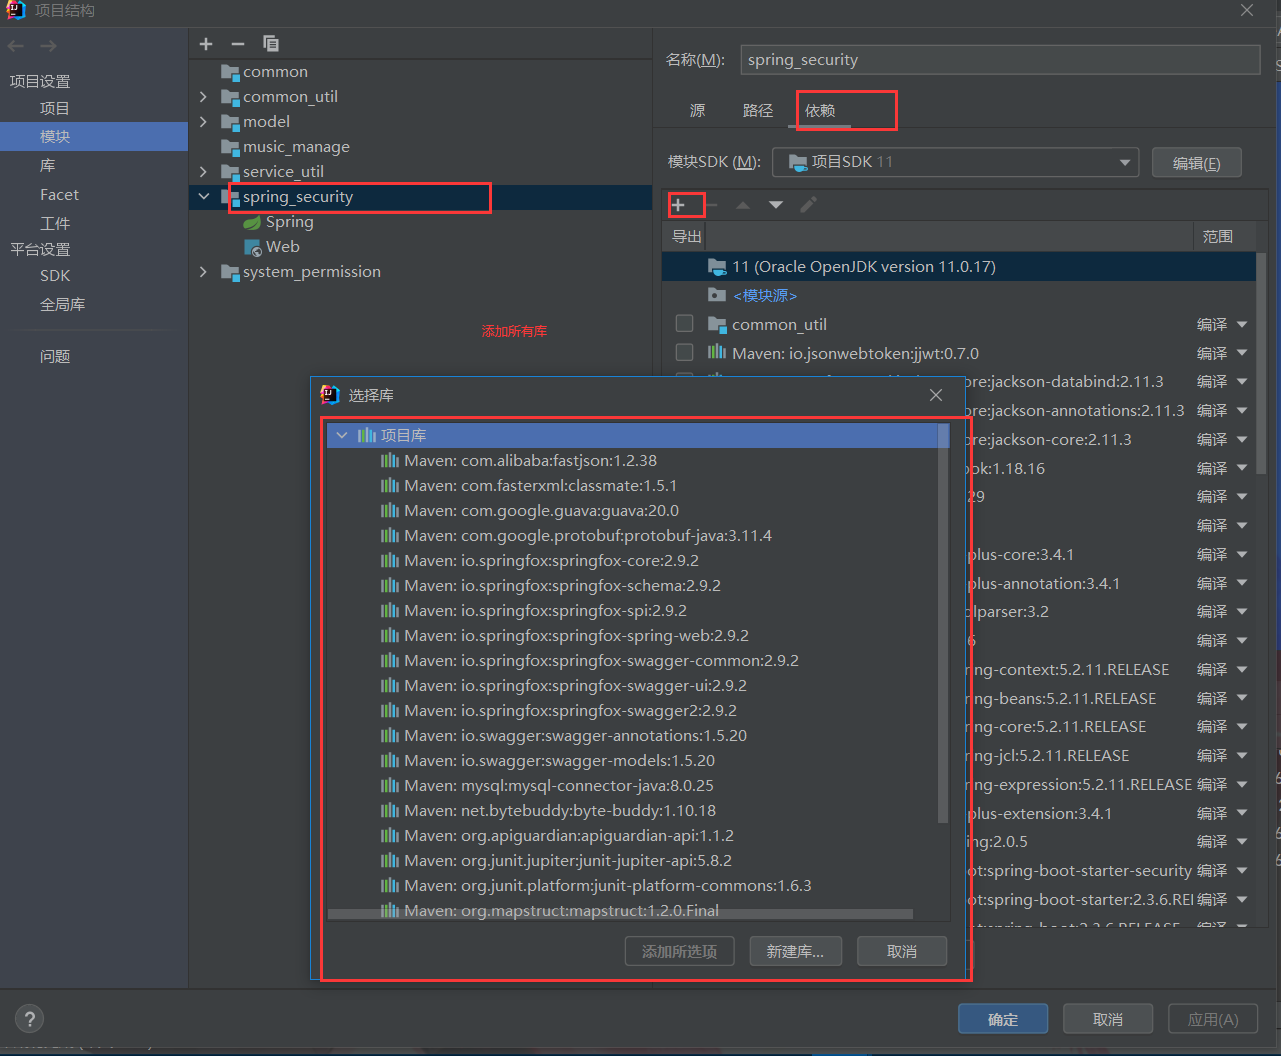 项目结构
项目设置
项目
模块
库
Facet
工件
平台设置
SDK
全局库
问题
common
common_util
model
music_manage
service_util
spring_security
Spring
Web
system_permission
添加所有库
名称(M):
spring_security
源
路径
依赖
模块SDK (M):
项目SDK 11
编辑(E)
导出
范围
11 (Oracle OpenJDK version 11.0.17)
<模块源>
common_util 编译
Maven: io.jsonwebtoken:jjwt:0.7.0 编译
ore:jackson-databind:2.11.3 编译
ore:jackson-annotations:2.11.3 编译
ore:jackson-core:2.11.3 编译
ok:1.18.16 编译
29 编译
编译
plus-core:3.4.1 编译
plus-annotation:3.4.1 编译
lparser:3.2 编译
6 编译
ring-context:5.2.11.RELEASE 编译
ring-beans:5.2.11.RELEASE 编译
ring-core:5.2.11.RELEASE 编译
ring-jcl:5.2.11.RELEASE 编译
ring-expression:5.2.11.RELEASE 编译
plus-extension:3.4.1 编译
ing:2.0.5 编译
ot:spring-boot-starter-security 编译
ot:spring-boot-starter:2.3.6.REI 编译
选择库
项目库
Maven: com.alibaba:fastjson:1.2.38
Maven: com.fasterxml:classmate:1.5.1
Maven: com.google.guava:guava:20.0
Maven: com.google.protobuf:protobuf-java:3.11.4
Maven: io.springfox:springfox-core:2.9.2
Maven: io.springfox:springfox-schema:2.9.2
Maven: io.springfox:springfox-spi:2.9.2
Maven: io.springfox:springfox-spring-web:2.9.2
Maven: io.springfox:springfox-swagger-common:2.9.2
Maven: io.springfox:springfox-swagger-ui:2.9.2
Maven: io.springfox:springfox-swagger2:2.9.2
Maven: io.swagger:swagger-annotations:1.5.20
Maven: io.swagger:swagger-models:1.5.20
Maven: mysql:mysql-connector-java:8.0.25
Maven: net.bytebuddy:byte-buddy:1.10.18
Maven: org.apiguardian:apiguardian-api:1.1.2
Maven: org.junit.jupiter:junit-jupiter-api:5.8.2
Maven: org.junit.platform:junit-platform-commons:1.6.3
Maven: org.mapstruct:mapstruct:1.2.0.Final
添加所选项
新建库...
取消
?
确定
取消
应用(A)